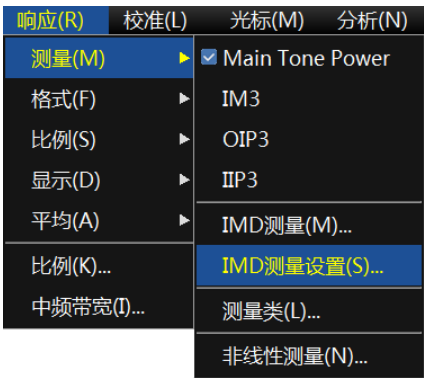 响应(R) 校准(L) 光标(M) 分析(N)
测量(M)
格式(F)
比例(S)
显示(D)
平均(A)
比例(K)...
中频带宽(I)...
Main Tone Power
IM3
OIP3
IIP3
IMD测量(M)...
IMD测量设置(S)...
测量类(L)...
非线性测量(N)...